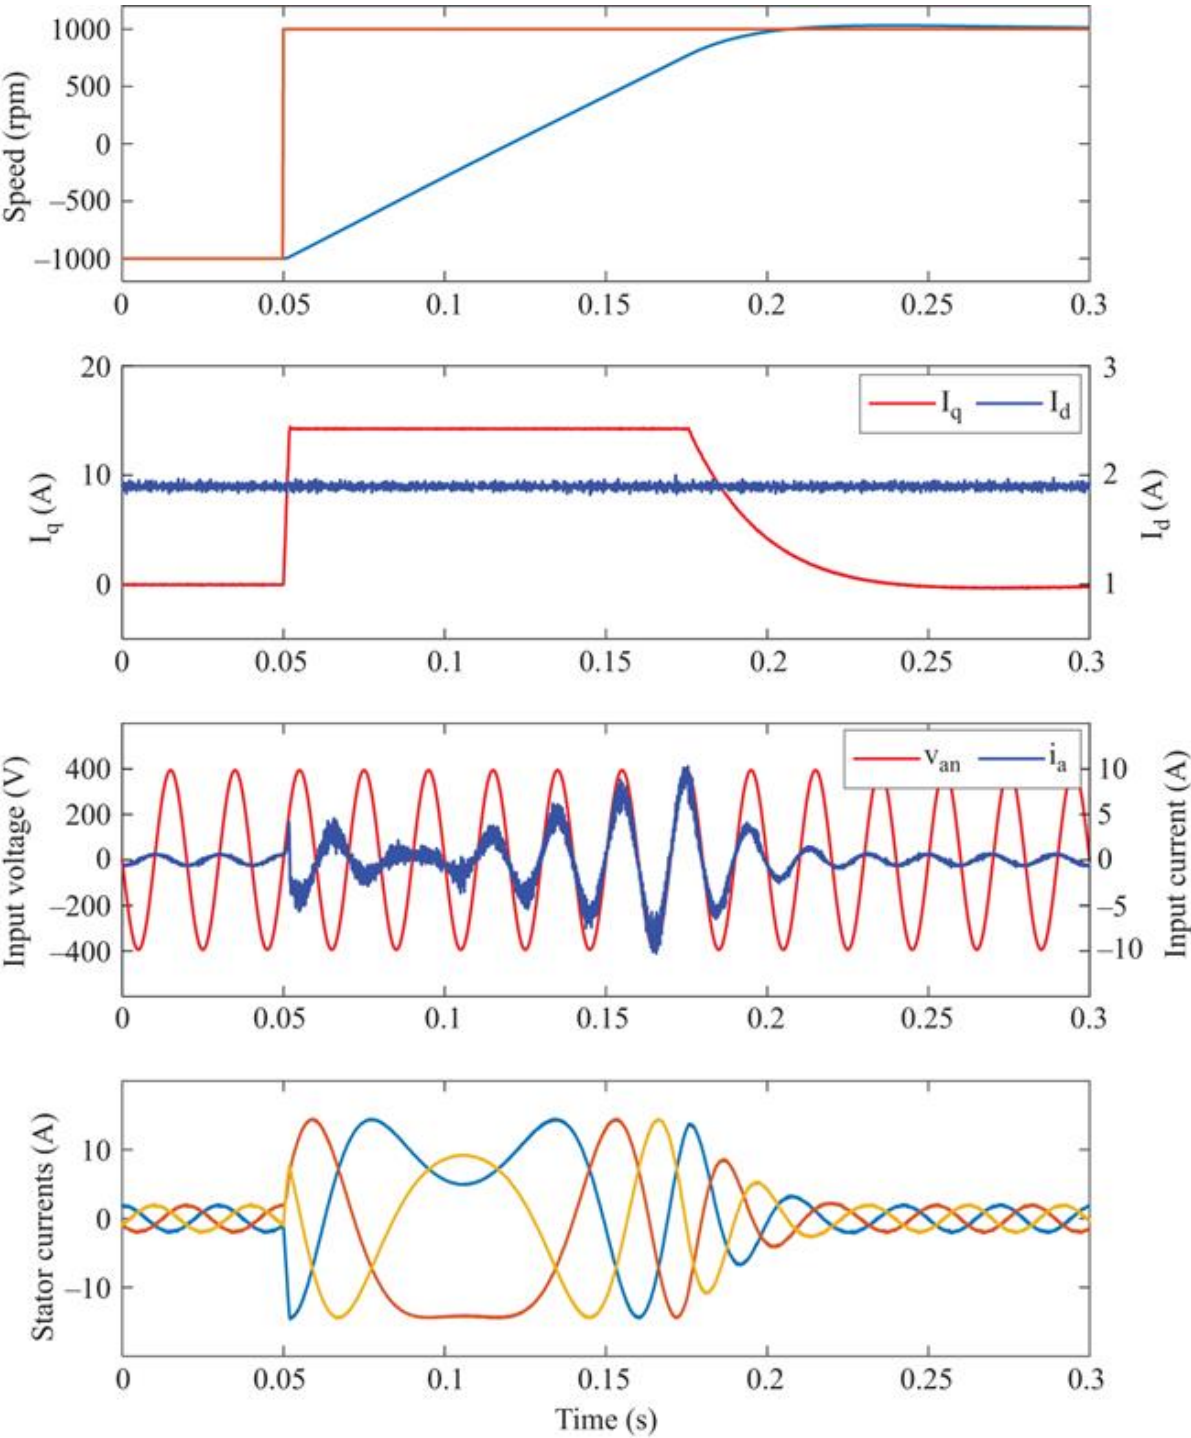 1000
500
0
–500
–1000
Speed (rpm)
0 0.05 0.1 0.15 0.2 0.25 0.3
20
10
0
I_q (A)
I_q I_d
3
2
1
I_d (A)
0 0.05 0.1 0.15 0.2 0.25 0.3
400
200
0
–200
–400
Input voltage (V)
v_an i_a
10
5
0
–5
–10
Input current (A)
0 0.05 0.1 0.15 0.2 0.25 0.3
10
0
–10
Stator currents (A)
0 0.05 0.1 0.15 0.2 0.25 0.3
Time (s)